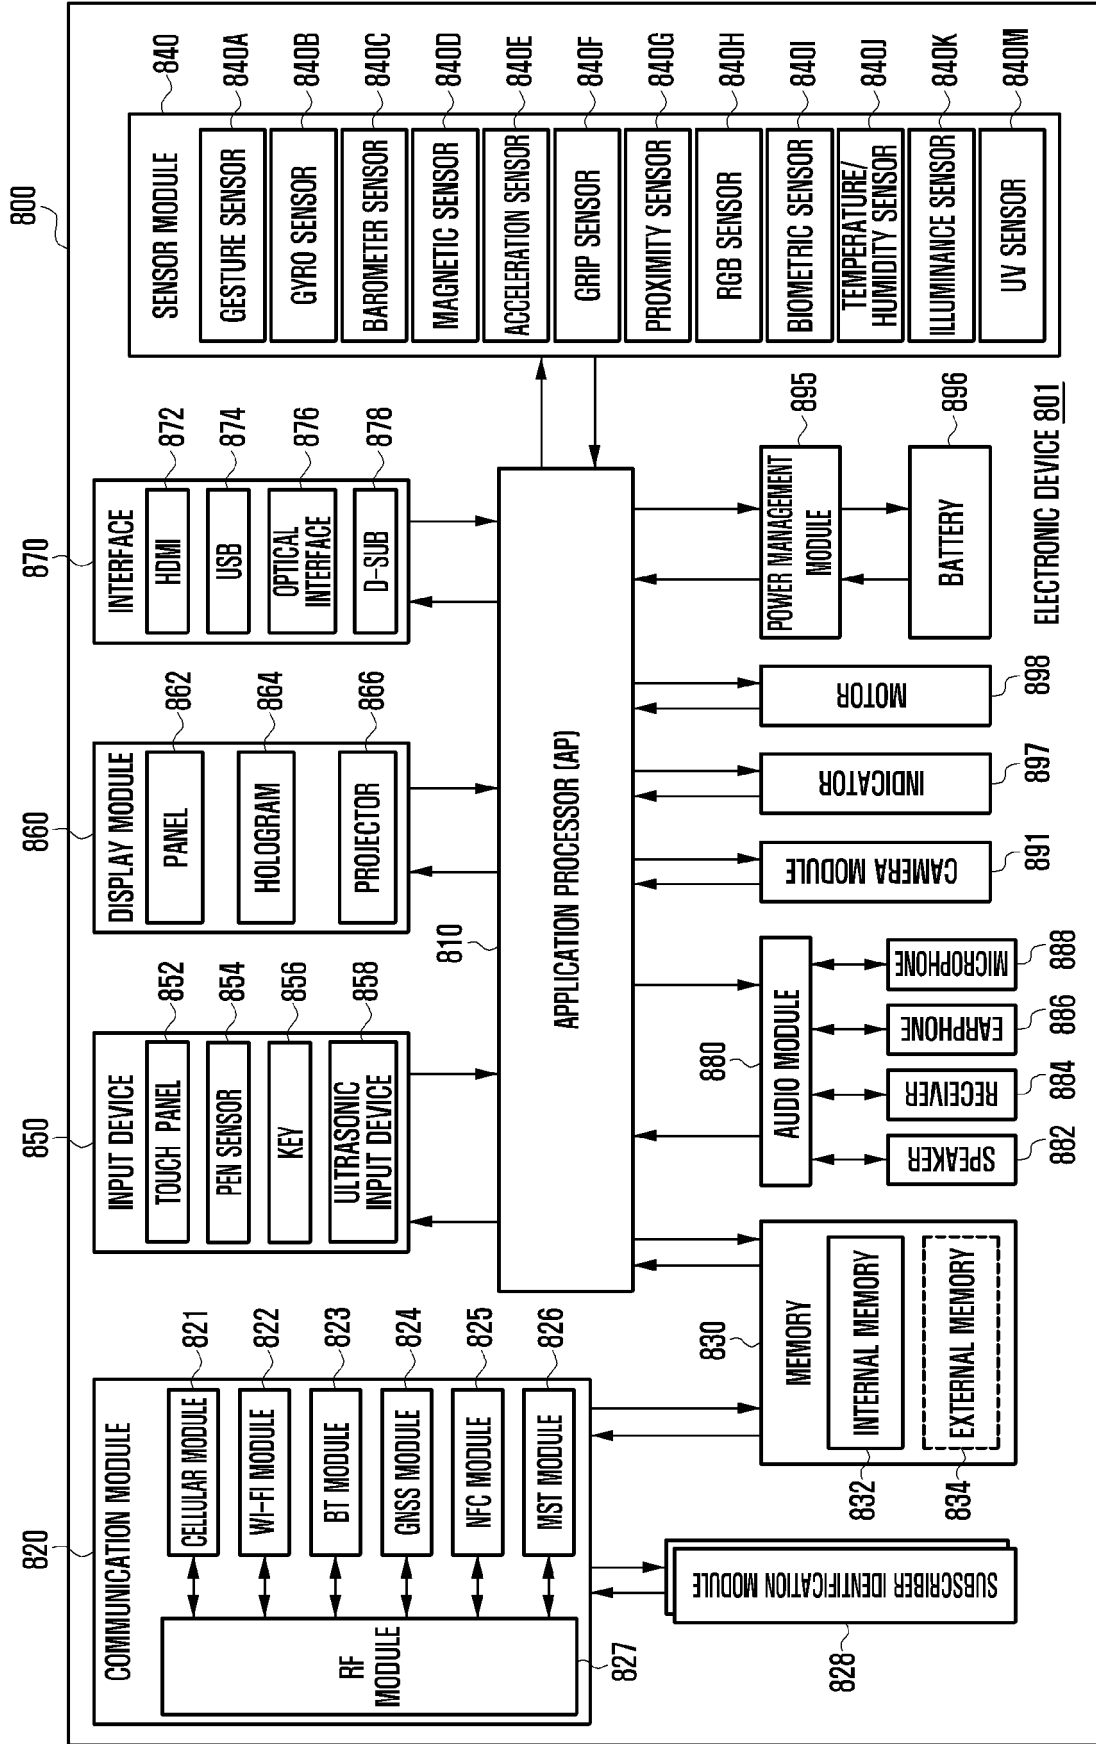 800
820
COMMUNICATION MODULE
RF
MODULE
827
CELLULAR MODULE
821
WI-FI MODULE
822
BT MODULE
823
GNSS MODULE
824
NFC MODULE
825
MST MODULE
826
850
INPUT DEVICE
TOUCH PANEL
852
PEN SENSOR
854
KEY
856
ULTRASONIC
INPUT DEVICE
858
860
DISPLAY MODULE
PANEL
862
HOLOGRAM
864
PROJECTOR
866
870
INTERFACE
HDMI
872
USB
874
OPTICAL
INTERFACE
876
D-SUB
878
SENSOR MODULE
840
GESTURE SENSOR
840A
GYRO SENSOR
840B
BAROMETER SENSOR
840C
MAGNETIC SENSOR
840D
ACCELERATION SENSOR
840E
GRIP SENSOR
840F
PROXIMITY SENSOR
840G
RGB SENSOR
840H
BIOMETRIC SENSOR
840I
TEMPERATURE/
HUMIDITY SENSOR
840J
ILLUMINANCE SENSOR
840K
UV SENSOR
840M
810
APPLICATION PROCESSOR (AP)
SUBSCRIBER IDENTIFICATION MODULE
828
830
MEMORY
INTERNAL MEMORY
832
EXTERNAL MEMORY
834
880
AUDIO MODULE
SPEAKER
882
RECEIVER
884
EARPHONE
886
MICROPHONE
888
CAMERA MODULE
891
INDICATOR
897
MOTOR
898
POWER MANAGEMENT
MODULE
895
BATTERY
896
ELECTRONIC DEVICE 801